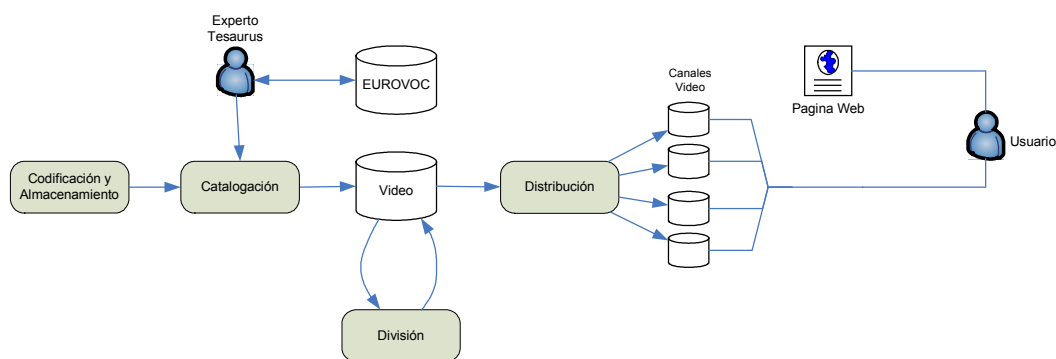 Experto
Tesaurus
EUROVOC
Canales
Video
Pagina Web
Usuario
Codificación y
Almacenamiento
Catalogación
Video
Distribución
División